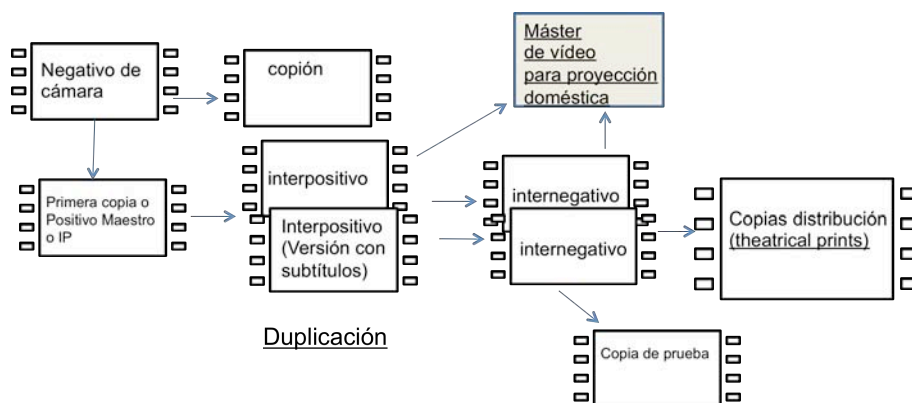 Negativo de
cámara
copión
Máster
de vídeo
para proyección
doméstica
Primera copia o
Positivo Maestro
o IP
interpositivo
Interpositivo
(Versión con
subtítulos)
internegativo
internegativo
Copias distribución
(theatrical prints)
Duplicación
Copia de prueba